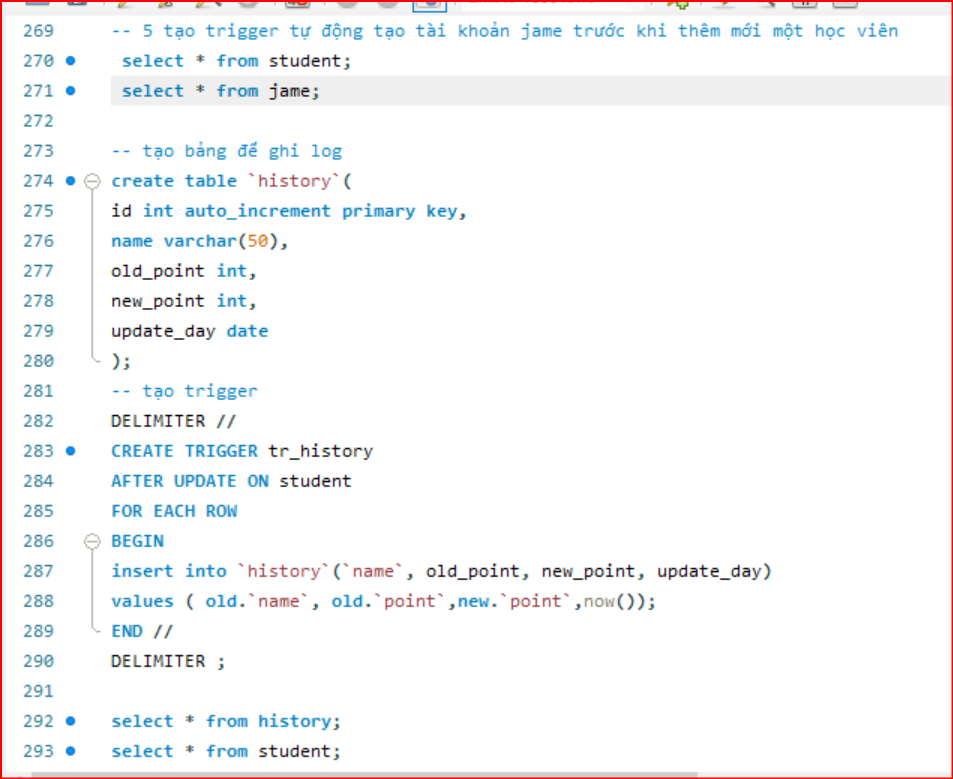 269 -- 5 tạo trigger tự động tạo tài khoản jame trước khi thêm mới một học viên
270 select * from student;
271 select * from jame;
272
273 -- tạo bảng để ghi log
274 create table `history`(
275 id int auto_increment primary key,
276 name varchar(50),
277 old_point int,
278 new_point int,
279 update_day date
280 );
281 -- tạo trigger
282 DELIMITER //
283 CREATE TRIGGER tr_history
284 AFTER UPDATE ON student
285 FOR EACH ROW
286 BEGIN
287 insert into `history`(`name`, old_point, new_point, update_day)
288 values ( old.`name`, old.`point`,new.`point`,now());
289 END //
290 DELIMITER ;
291
292 select * from history;
293 select * from student;